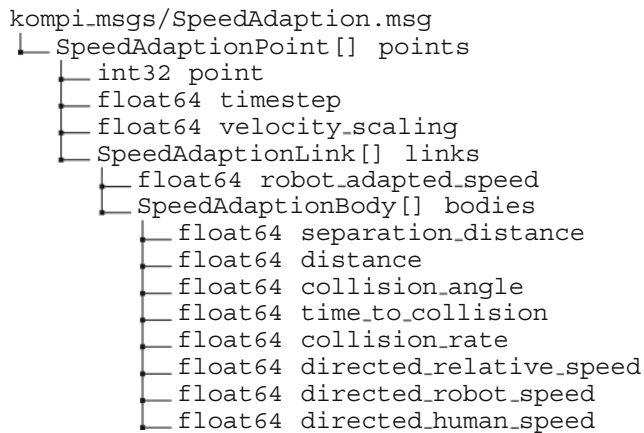 kompi_msgs/SpeedAdaption.msg
SpeedAdaptionPoint[] points
int32 point
float64 timestep
float64 velocity_scaling
SpeedAdaptionLink[] links
float64 robot_adapted_speed
SpeedAdaptionBody[] bodies
float64 separation_distance
float64 distance
float64 collision_angle
float64 time_to_collision
float64 collision_rate
float64 directed_relative_speed
float64 directed_robot_speed
float64 directed_human_speed